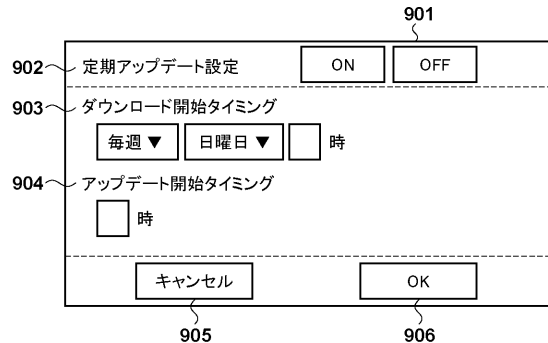 901
902 定期アップデート設定 ON OFF
903 ダウンロード開始タイミング
毎週 ▼ 日曜日 ▼ 時
904 アップデート開始タイミング
時
キャンセル OK
905 906